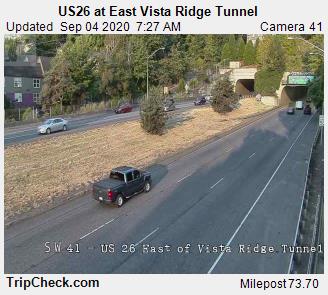 US26 at East Vista Ridge Tunnel
Updated Sep 04 2020 7:27 AM Camera 41
SW 41 - US 26 East of Vista Ridge Tunnel
TripCheck.com Milepost 73.70